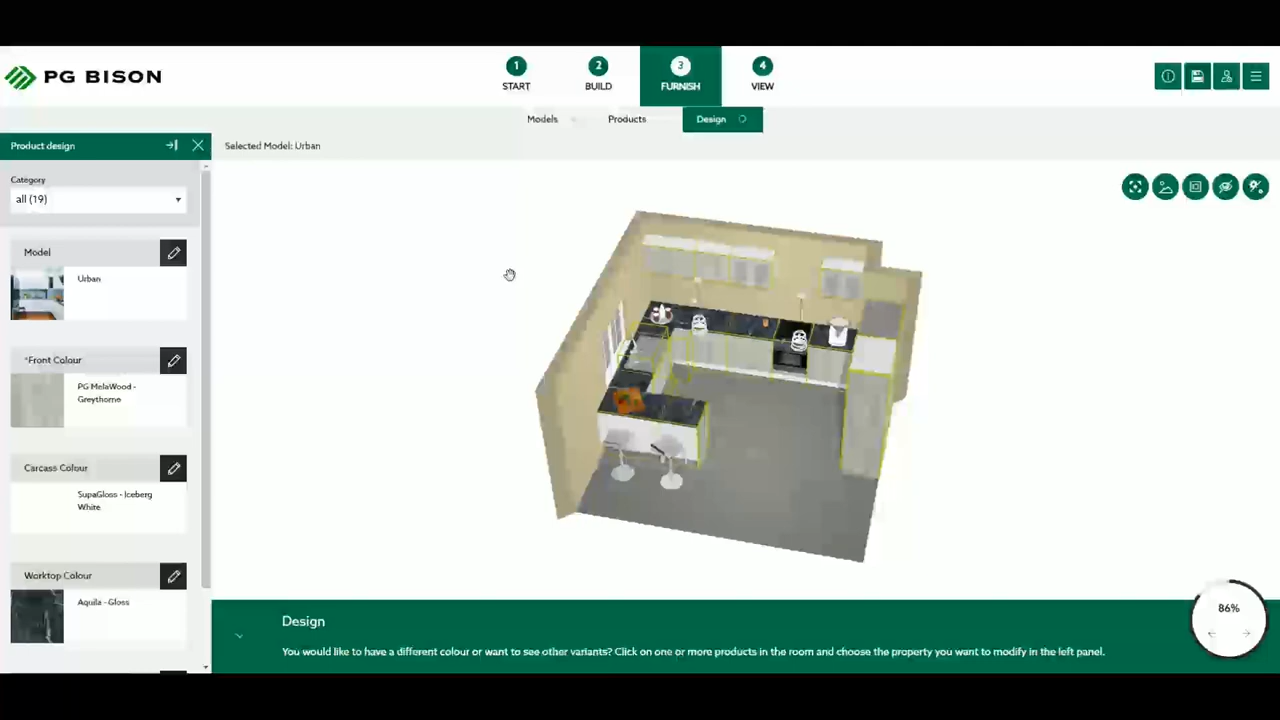 PG BISON
1
START
2
BUILD
3
FURNISH
4
VIEW
Models
Products
Design
Product design
Selected Model: Urban
Category
all (19)
Model
Urban
*Front Colour
PG MelaWood -
Greythorne
Carcass Colour
SupaGloss - Iceberg
White
Worktop Colour
Aquila - Gloss
86%
Design
You would like to have a different colour or want to see other variants? Click on one or more products in the room and choose the property you want to modify in the left panel.